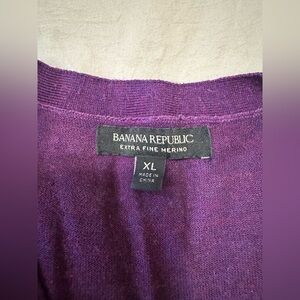 BANANA REPUBLIC
EXTRA FINE MERINO
XL
MADE IN
CHINA